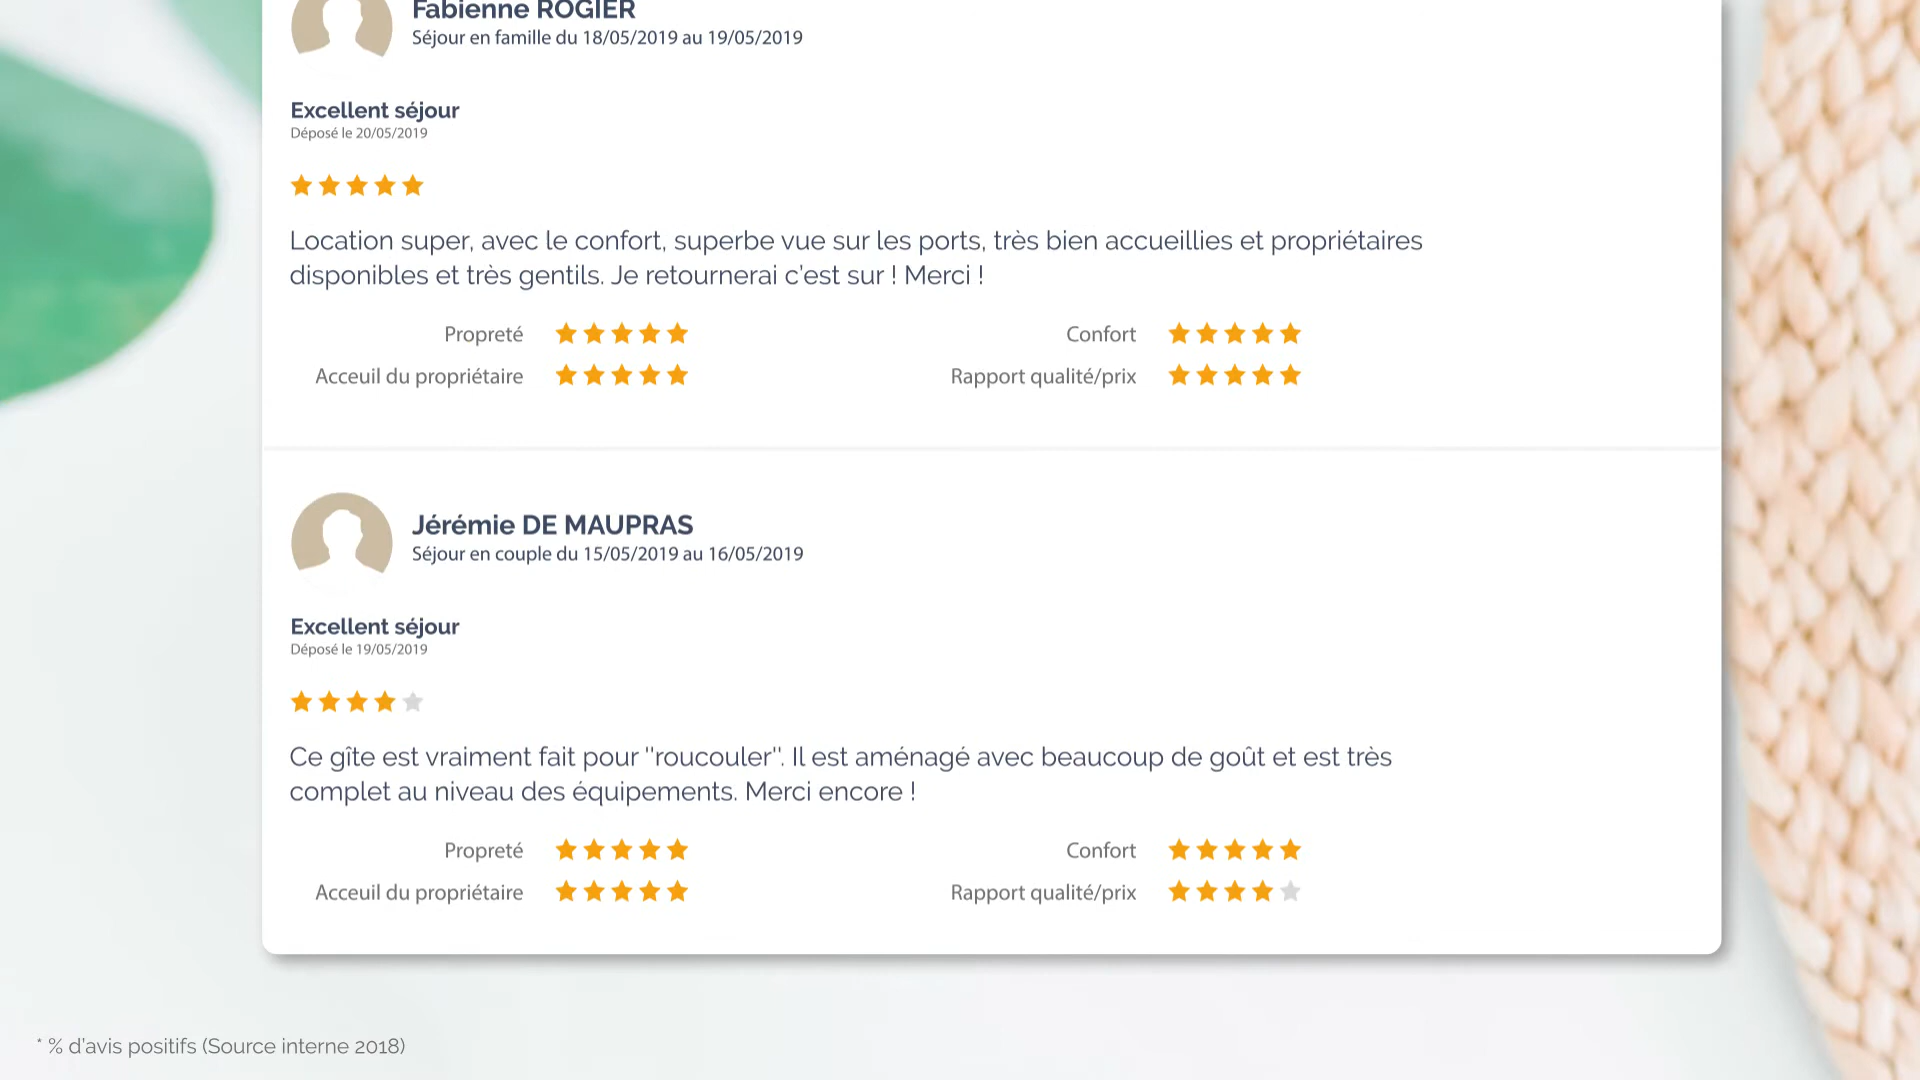 Fabienne ROGIER
Séjour en famille du 18/05/2019 au 19/05/2019
Excellent séjour
Déposé le 20/05/2019
Location super, avec le confort, superbe vue sur les ports, très bien accueillies et propriétaires
disponibles et très gentils. Je retournerai c'est sur ! Merci !
Propreté
Confort
Acceuil du propriétaire
Rapport qualité/prix
Jérémie DE MAUPRAS
Séjour en couple du 15/05/2019 au 16/05/2019
Excellent séjour
Déposé le 19/05/2019
Ce gîte est vraiment fait pour ''roucouler''. Il est aménagé avec beaucoup de goût et est très
complet au niveau des équipements. Merci encore !
Propreté
Confort
Acceuil du propriétaire
Rapport qualité/prix
* % d'avis positifs (Source interne 2018)